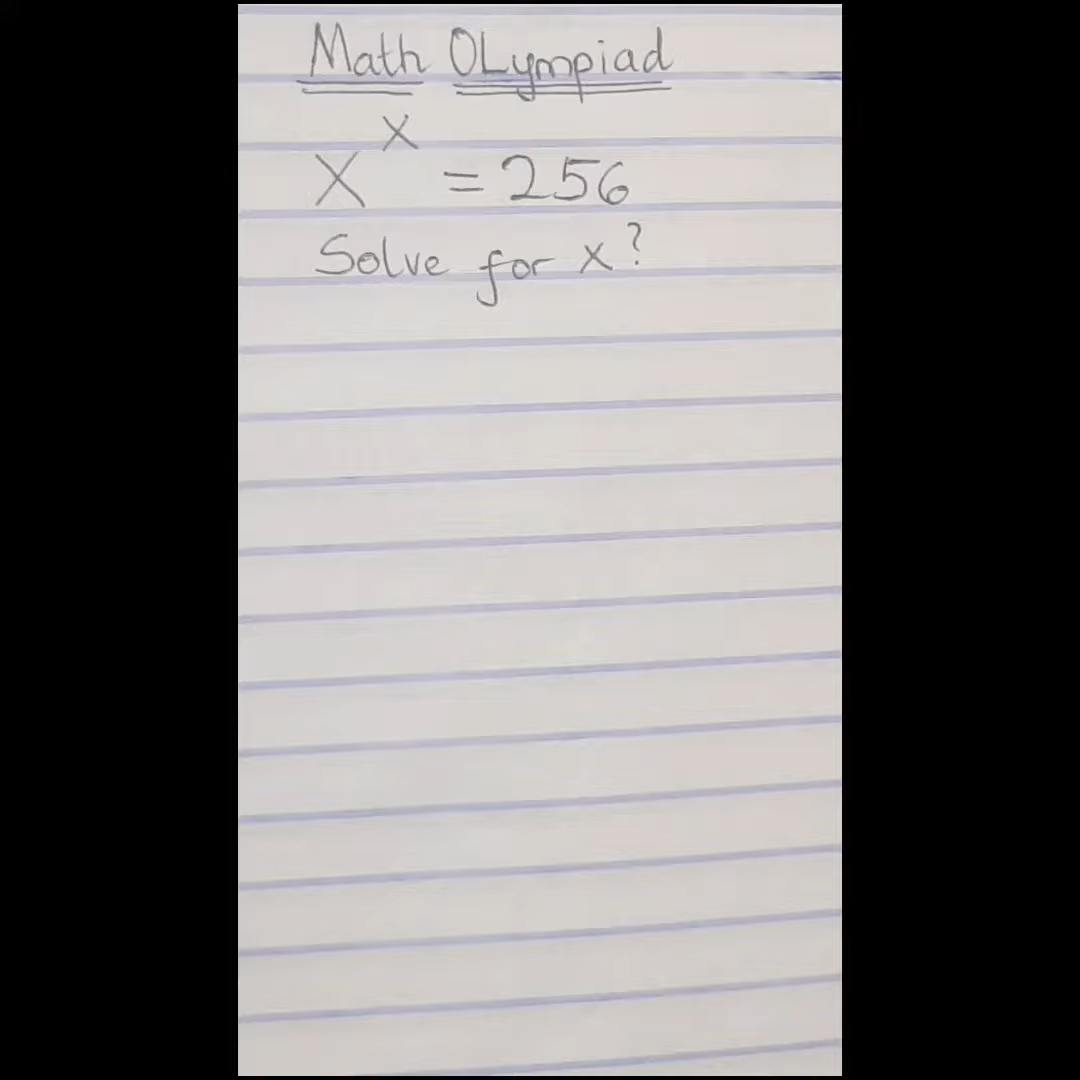 Math OLympiad
X^X = 256
Solve for x?